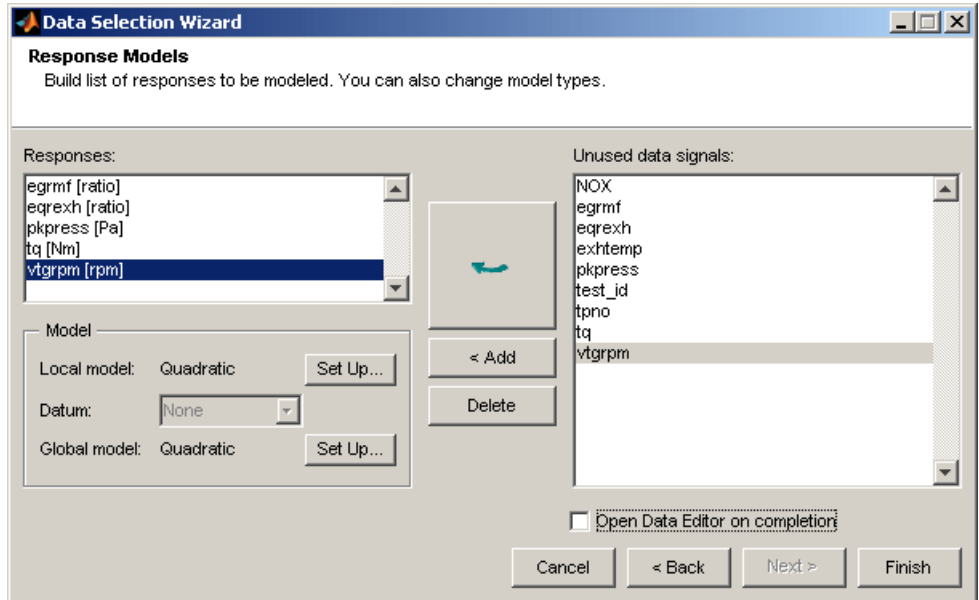 Data Selection Wizard
Response Models
Build list of responses to be modeled. You can also change model types.
Responses:
egrmf [ratio]
eqrexh [ratio]
pkpress [Pa]
tq [Nm]
vtgrpm [rpm]
Model
Local model: Quadratic Set Up...
Datum: None
Global model: Quadratic Set Up...
< Add
Delete
Unused data signals:
NOX
egrmf
eqrexh
exhtemp
pkpress
test_id
tpno
tq
vtgrpm
Open Data Editor on completion
Cancel < Back Next > Finish